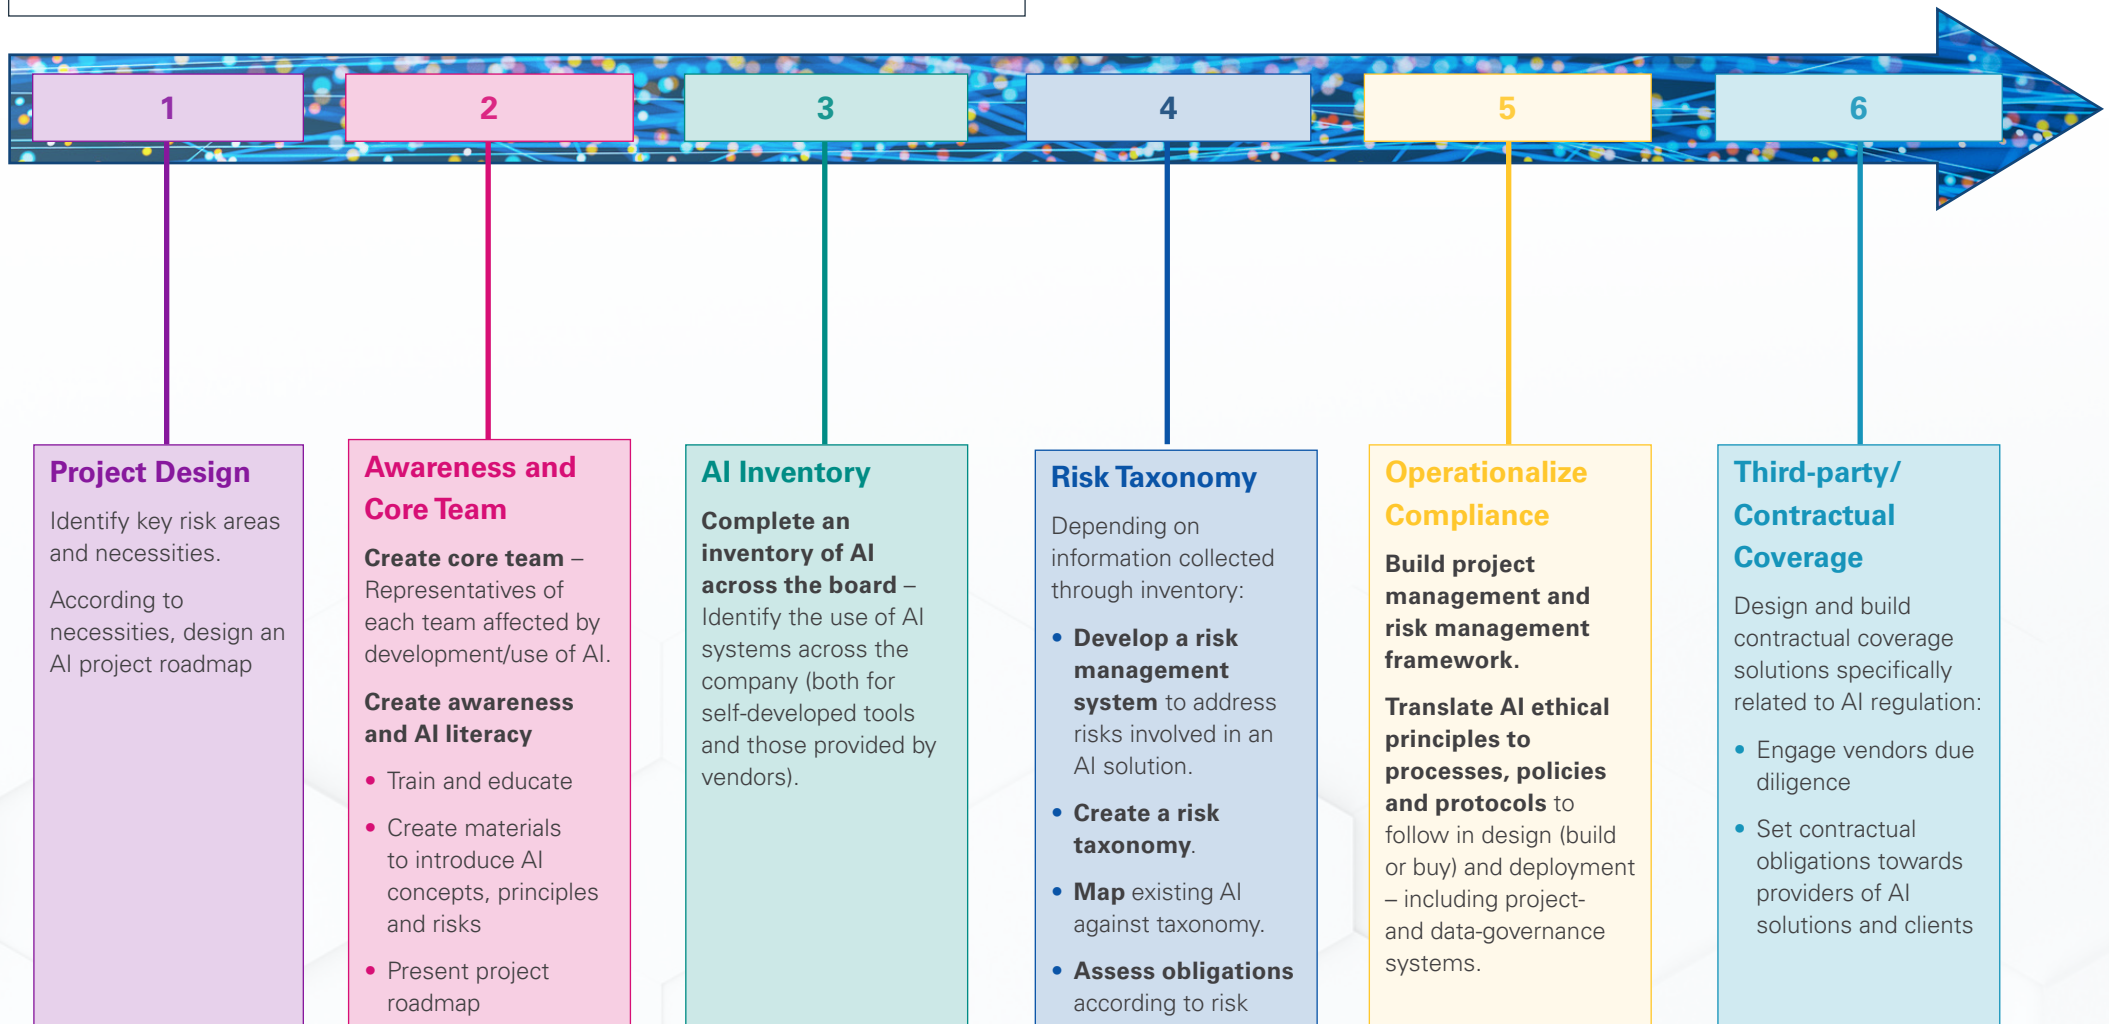 1
2
3
4
5
6
Project Design
Identify key risk areas
and necessities.
According to
necessities, design an
AI project roadmap
Awareness and
Core Team
Create core team –
Representatives of
each team affected by
development/use of AI.
Create awareness
and AI literacy
• Train and educate
• Create materials
to introduce AI
concepts, principles
and risks
• Present project
roadmap
AI Inventory
Complete an
inventory of AI
across the board –
Identify the use of AI
systems across the
company (both for
self-developed tools
and those provided by
vendors).
Risk Taxonomy
Depending on
information collected
through inventory:
• Develop a risk
management
system to address
risks involved in an
AI solution.
• Create a risk
taxonomy.
• Map existing AI
against taxonomy.
• Assess obligations
according to risk
Operationalize
Compliance
Build project
management and
risk management
framework.
Translate AI ethical
principles to
processes, policies
and protocols to
follow in design (build
or buy) and deployment
– including project-
and data-governance
systems.
Third-party/
Contractual
Coverage
Design and build
contractual coverage
solutions specifically
related to AI regulation:
• Engage vendors due
diligence
• Set contractual
obligations towards
providers of AI
solutions and clients